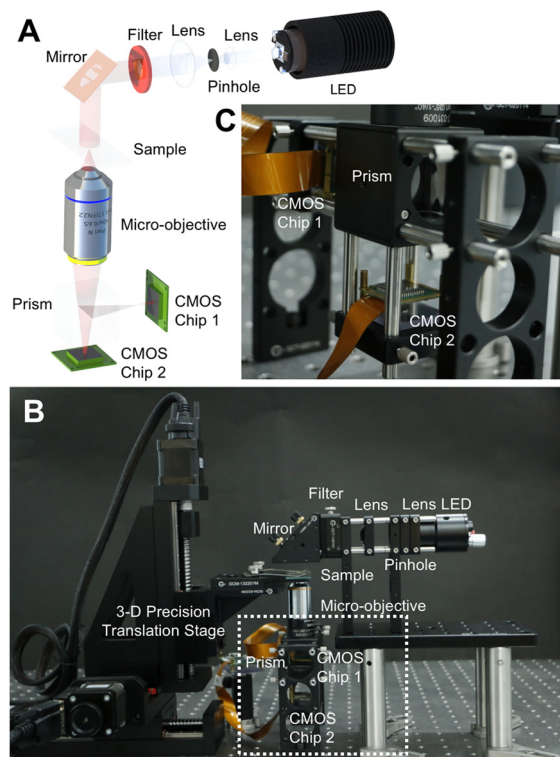 A
Filter
Lens
Lens
Mirror
Pinhole
LED
Sample
Micro-objective
Prism
CMOS
Chip 1
CMOS
Chip 2
C
Prism
CMOS
Chip 1
CMOS
Chip 2
B
Filter
Lens
Lens
LED
Mirror
Pinhole
Sample
Micro-objective
3-D Precision
Translation Stage
Prism
CMOS
Chip 1
CMOS
Chip 2